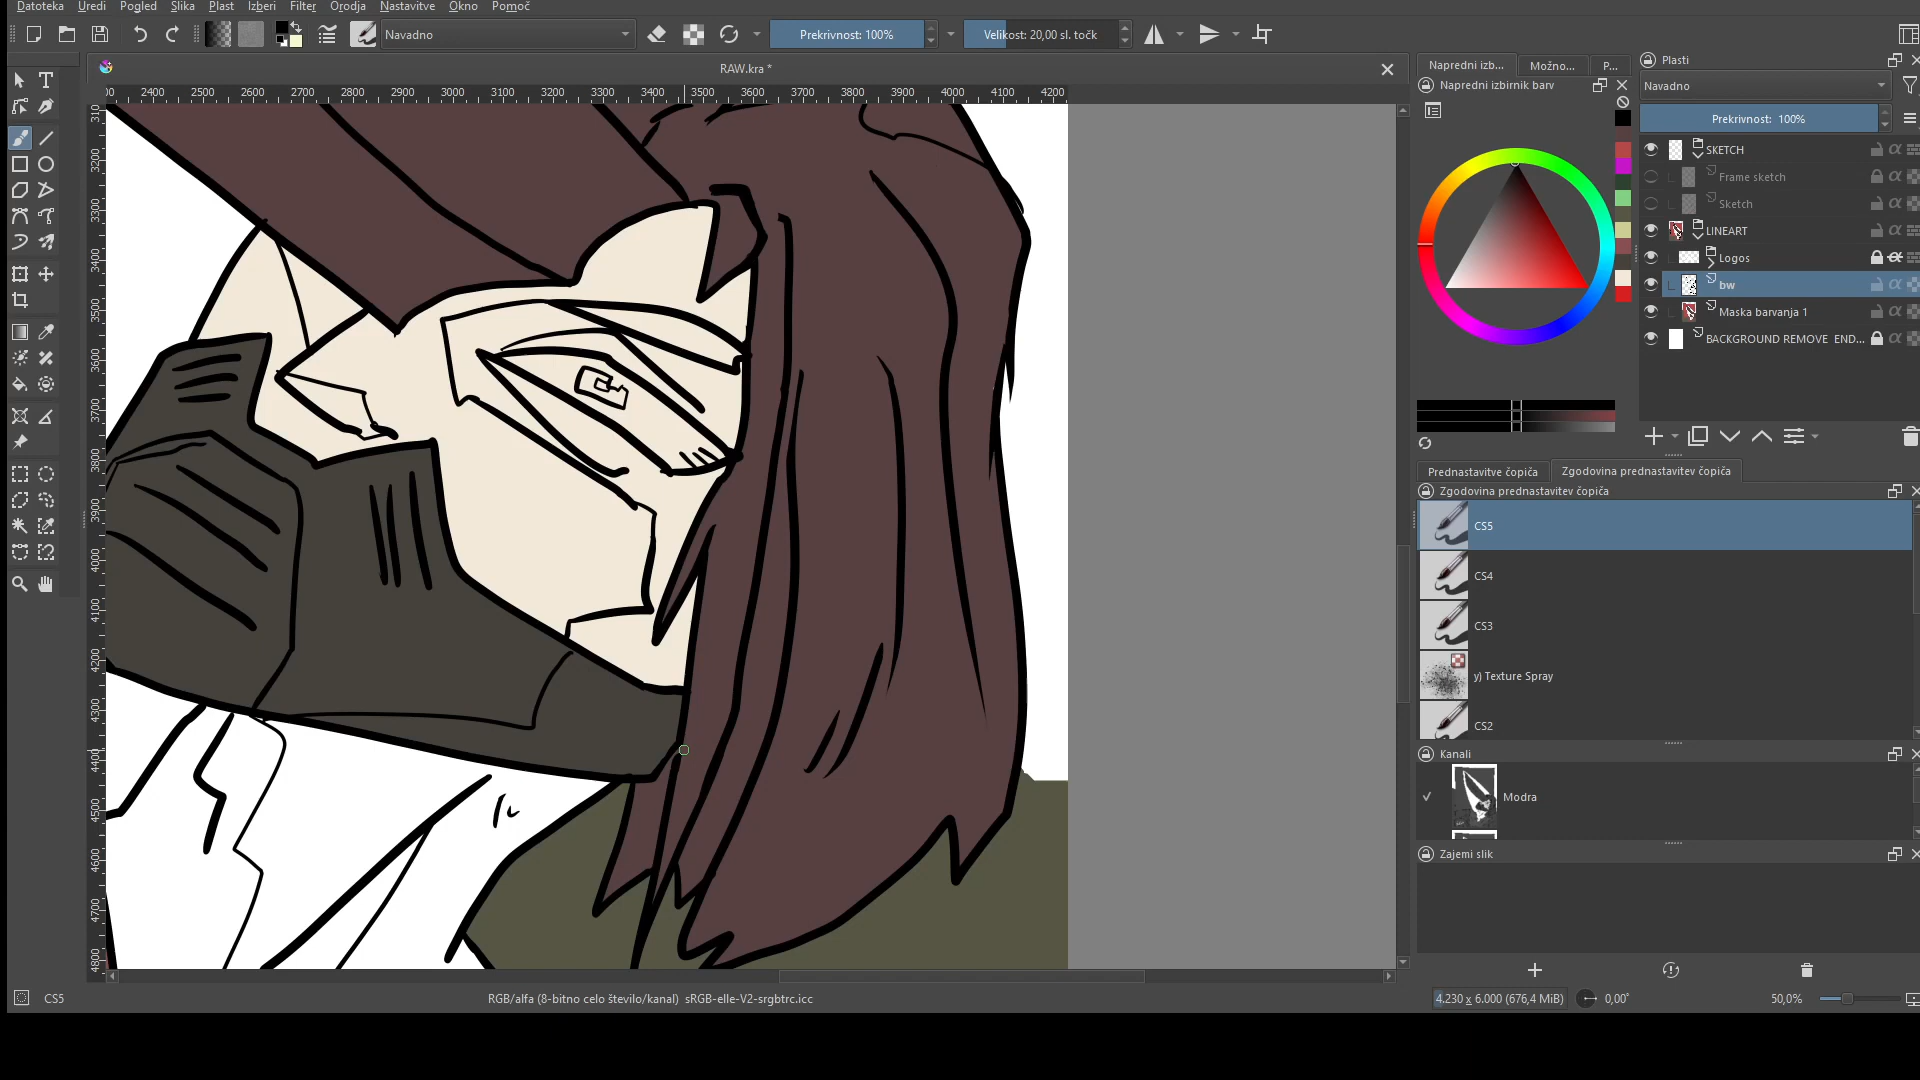 Datoteka Uredi Pogled Slika Plast Izberi Filter Orodja Nastavitve Okno Pomoč
Navadno
Prekrivnost: 100%
Velikost: 20,00 sl. točk
RAW.kra *
2400 2500 2600 2700 2800 2900 3000 3100 3200 3300 3400 3500 3600 3700 3800 3900 4000 4100 4200
3200
3300
3400
3500
3600
3700
3800
3900
4000
4100
4200
4300
4400
4500
4600
4700
4800
Napredni izb...
Možno...
P...
Napredni izbirnik barv
Plasti
Navadno
Prekrivnost: 100%
SKETCH
Frame sketch
Sketch
LINEART
Logos
bw
Maska barvanja 1
BACKGROUND REMOVE END...
Prednastavitve čopiča
Zgodovina prednastavitev čopiča
Zgodovina prednastavitev čopiča
CS5
CS4
CS3
y) Texture Spray
CS2
Kanali
Modra
Zajemi slik
CS5
RGB/alfa (8-bitno celo število/kanal) sRGB-elle-V2-srgbtrc.icc
4.230 x 6.000 (676,4 MiB)
0,00°
50,0%